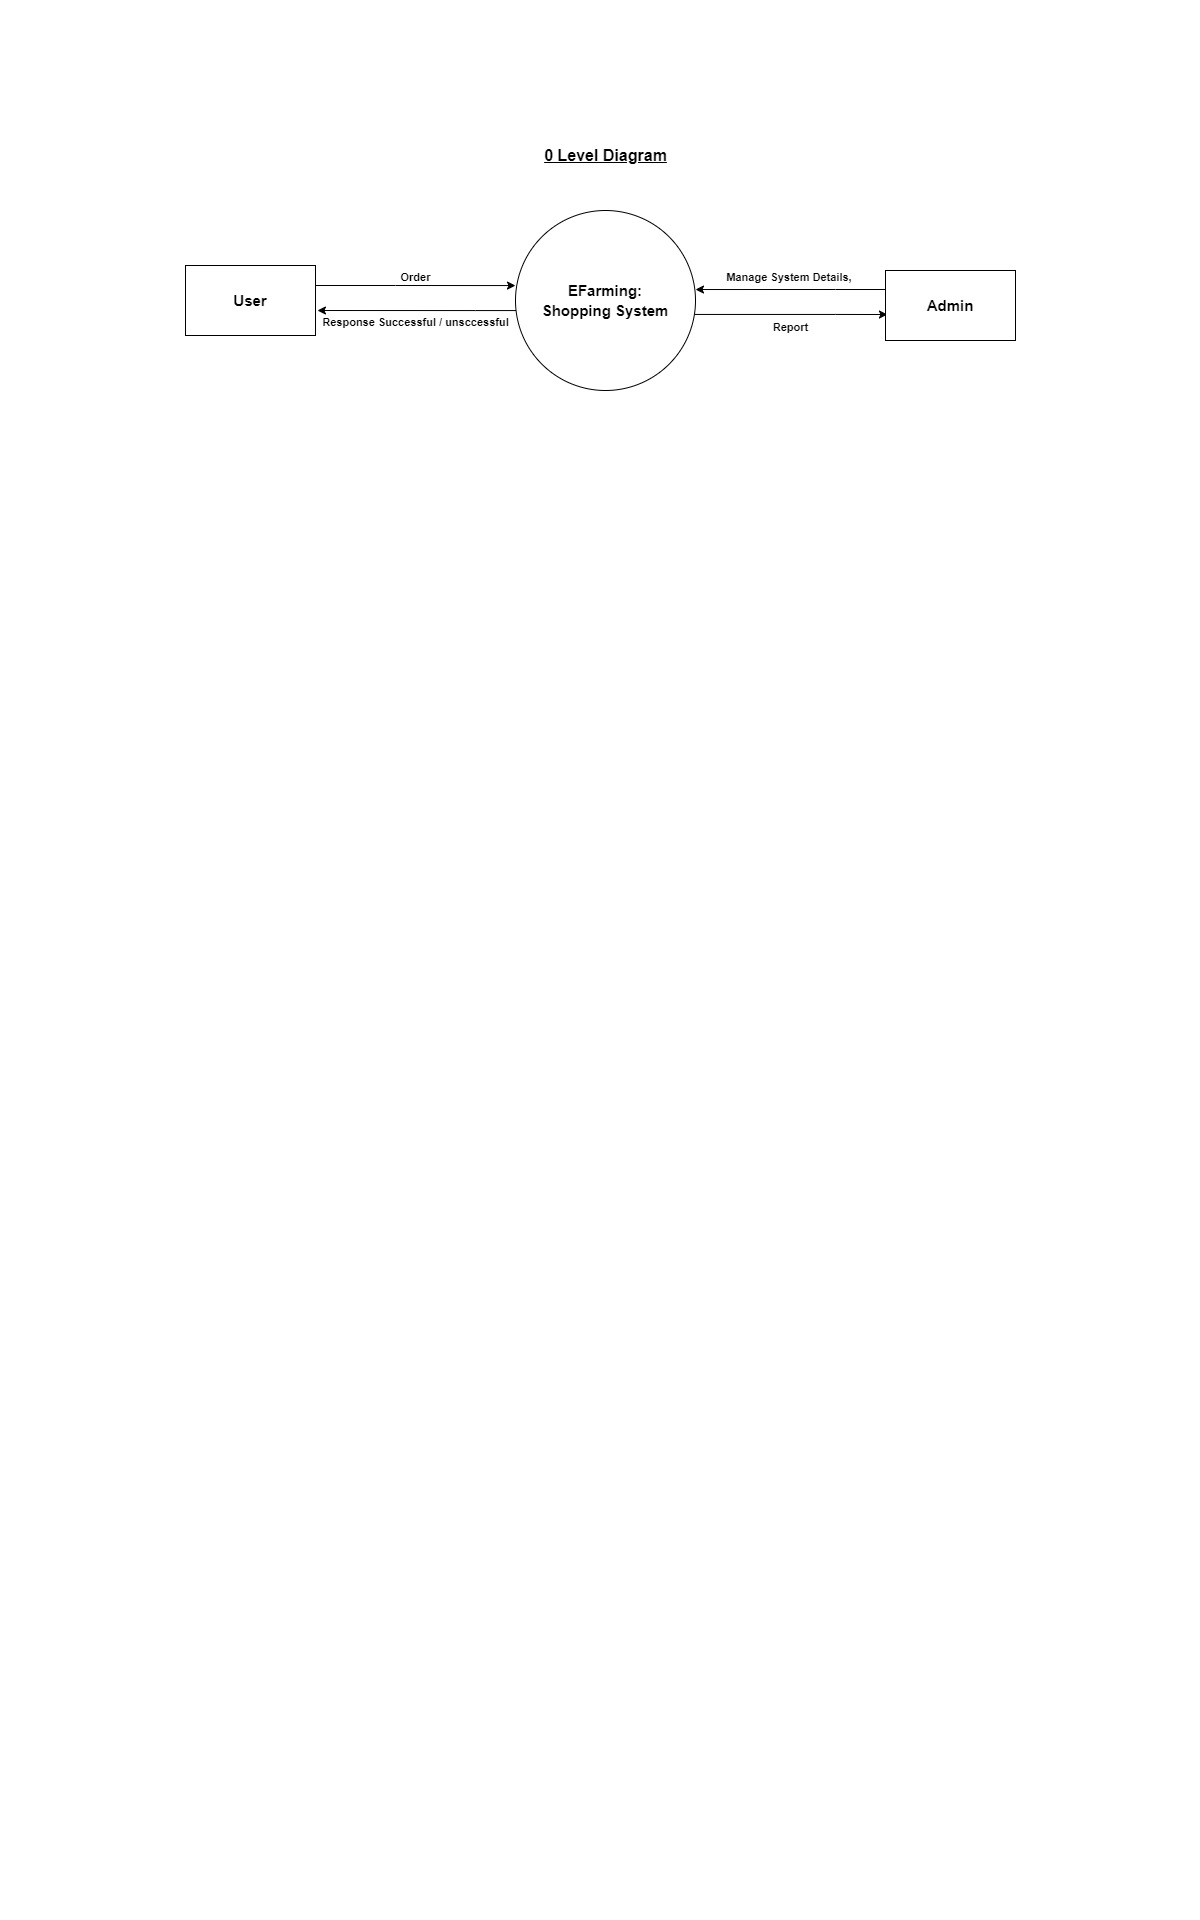 0 Level Diagram
User
Order
Response Successful / unsccessful
EFarming:
Shopping System
Manage System Details,
Report
Admin